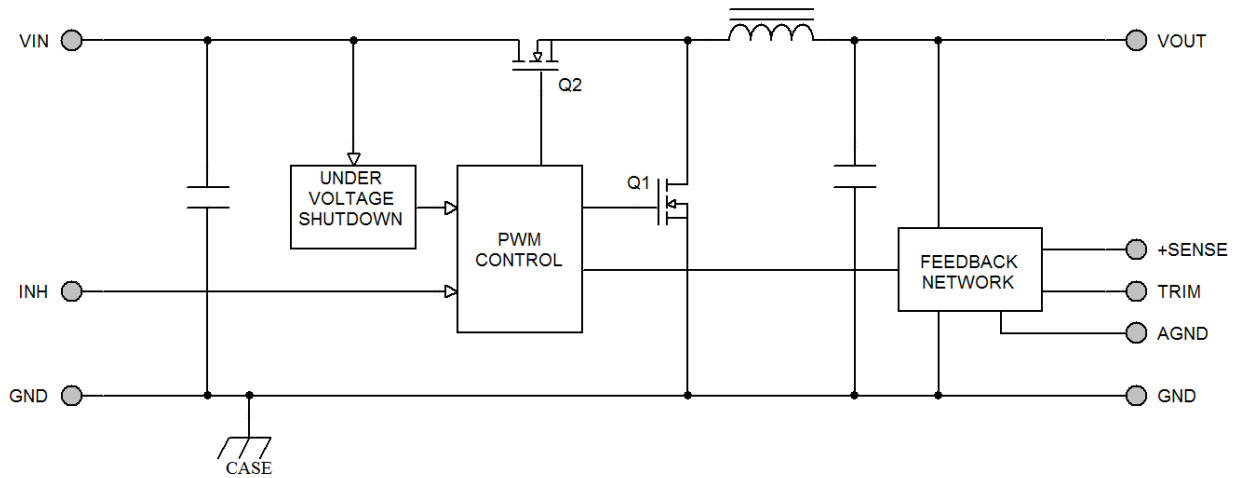 VIN
VOUT
Q2
UNDER
VOLTAGE
SHUTDOWN
Q1
PWM
CONTROL
+SENSE
FEEDBACK
NETWORK
INH
TRIM
AGND
GND
GND
CASE